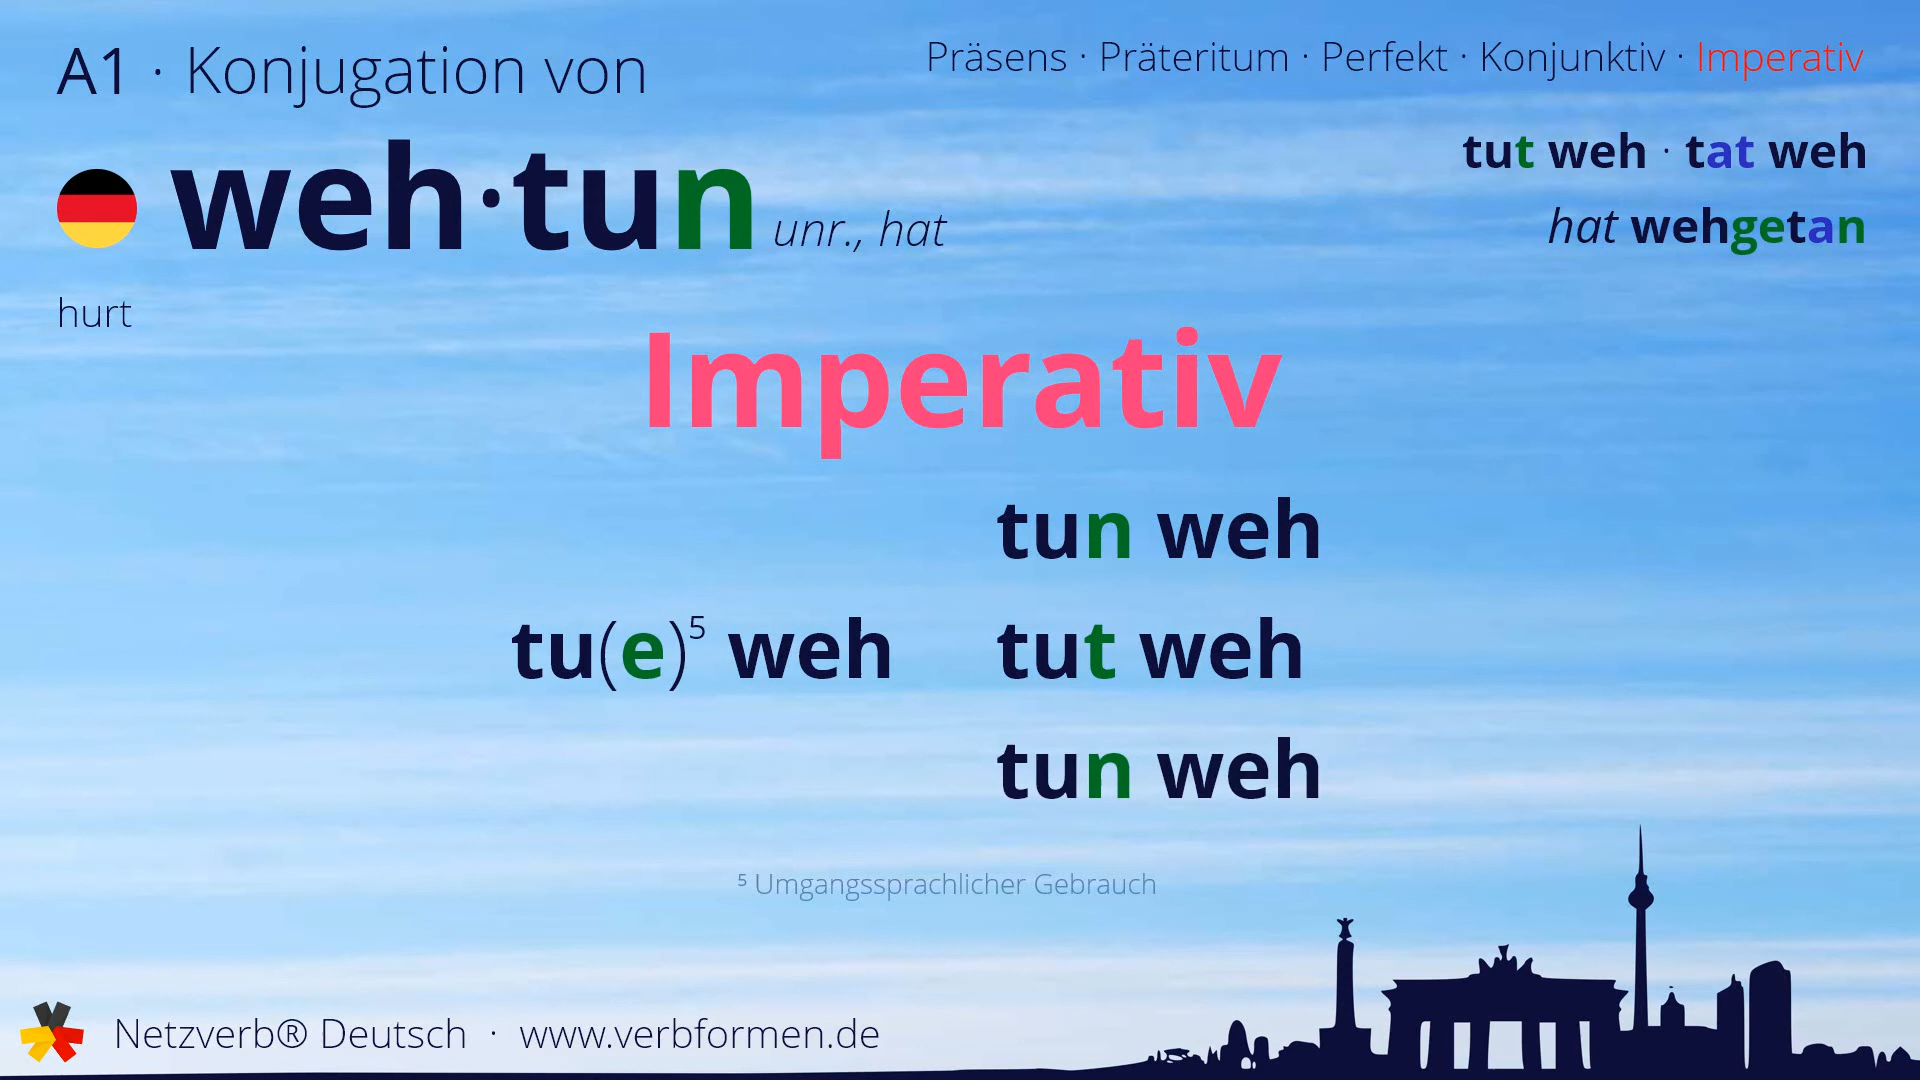 A1 · Konjugation von
Präsens · Präteritum · Perfekt · Konjunktiv · Imperativ
weh·tun unr., hat
tut weh · tat weh
hat wehgetan
hurt
Imperativ
tun weh
tu(e)⁵ weh tut weh
tun weh
⁵ Umgangssprachlicher Gebrauch
Netzverb® Deutsch · www.verbformen.de